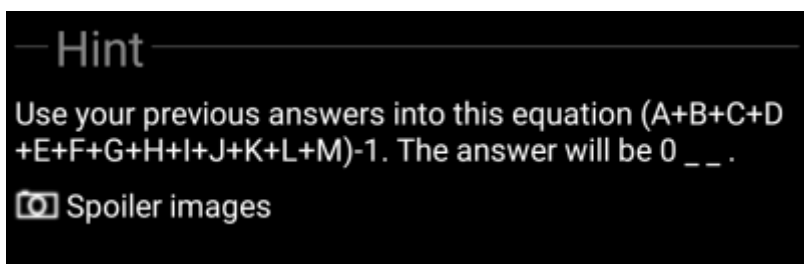 Hint
Use your previous answers into this equation (A+B+C+D
+E+F+G+H+I+J+K+L+M)-1. The answer will be 0 _ _ .
Spoiler images